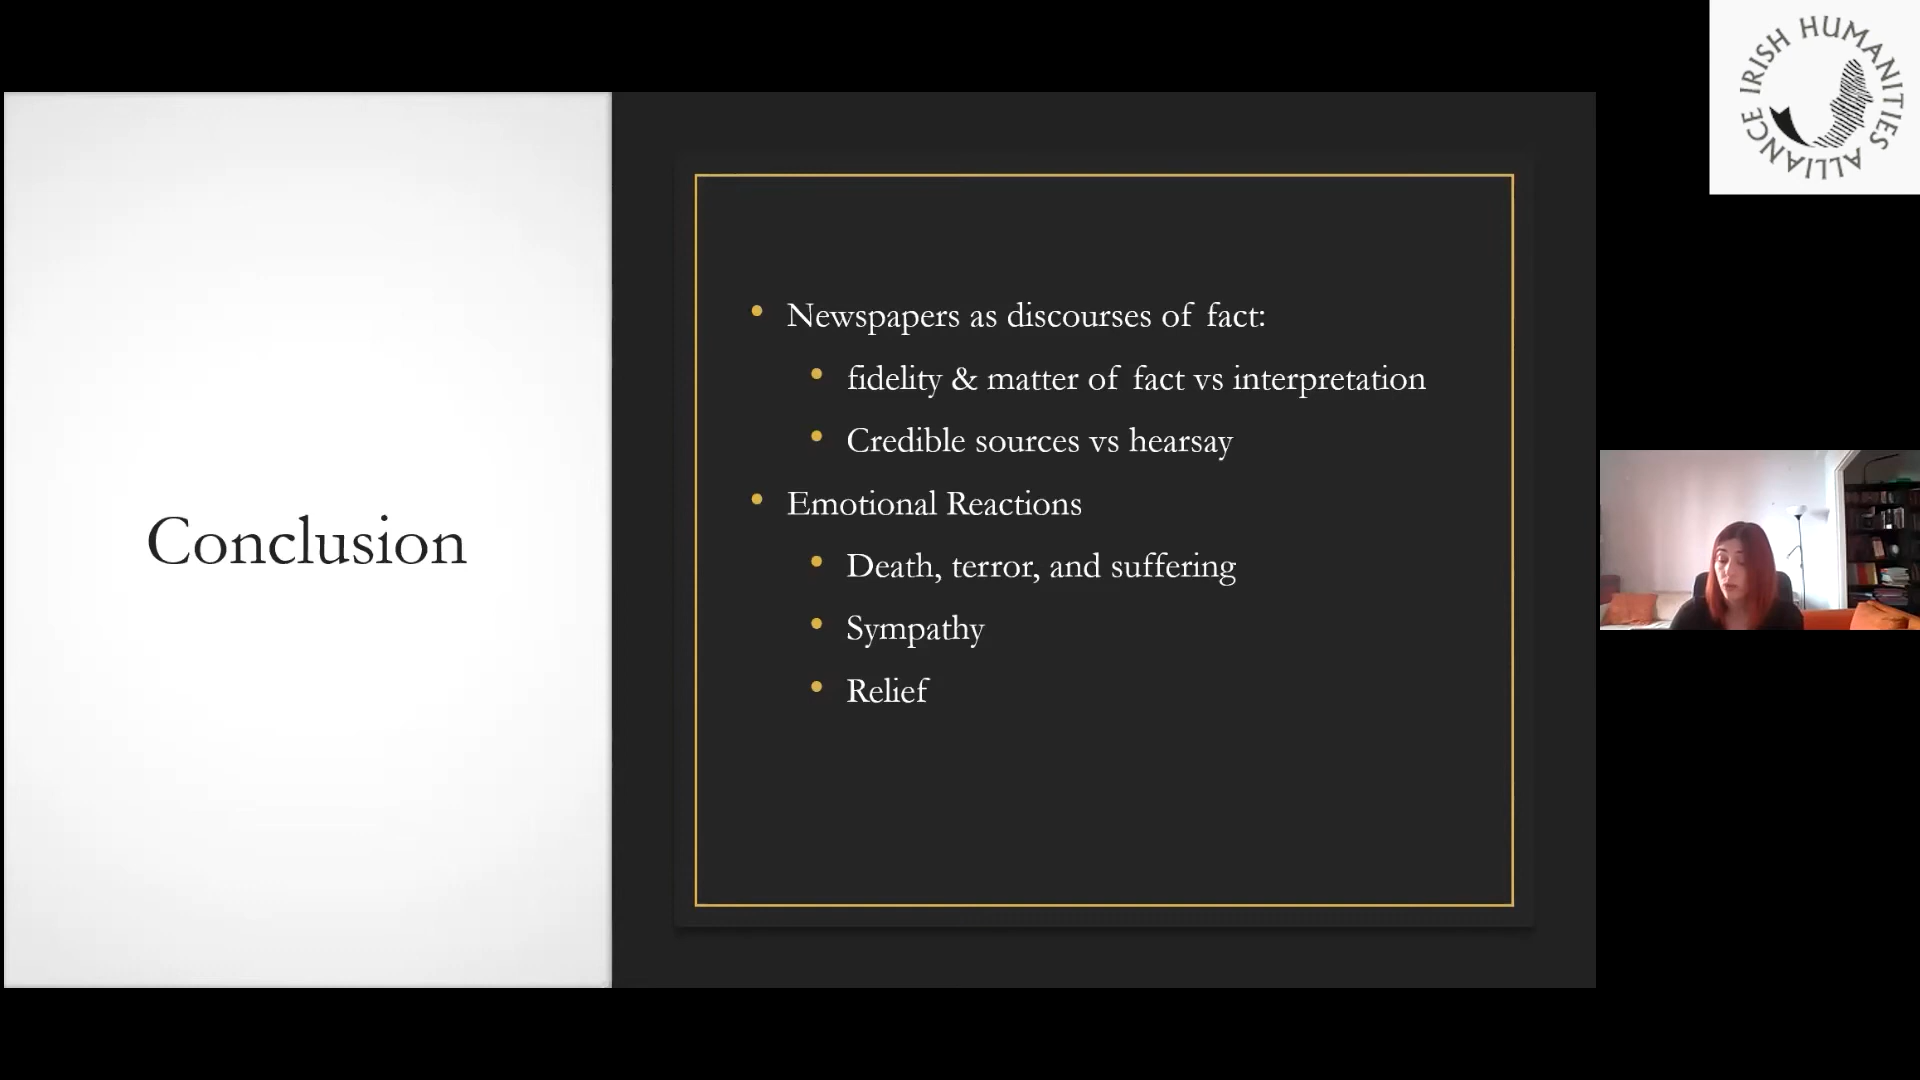 IRISH HUMANITIES ALLIANCE
Conclusion
Newspapers as discourses of fact:
fidelity & matter of fact vs interpretation
Credible sources vs hearsay
Emotional Reactions
Death, terror, and suffering
Sympathy
Relief